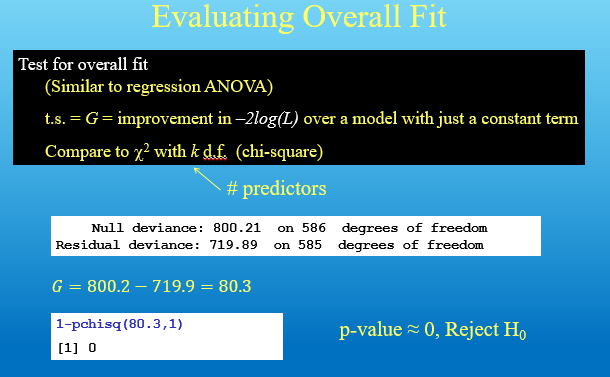 Evaluating Overall Fit
Test for overall fit
(Similar to regression ANOVA)
t.s. = G = improvement in –2log(L) over a model with just a constant term
Compare to χ² with k d.f. (chi-square)
# predictors
Null deviance: 800.21 on 586 degrees of freedom
Residual deviance: 719.89 on 585 degrees of freedom
G = 800.2 − 719.9 = 80.3
1-pchisq(80.3,1)
[1] 0
p-value ≈ 0, Reject H₀